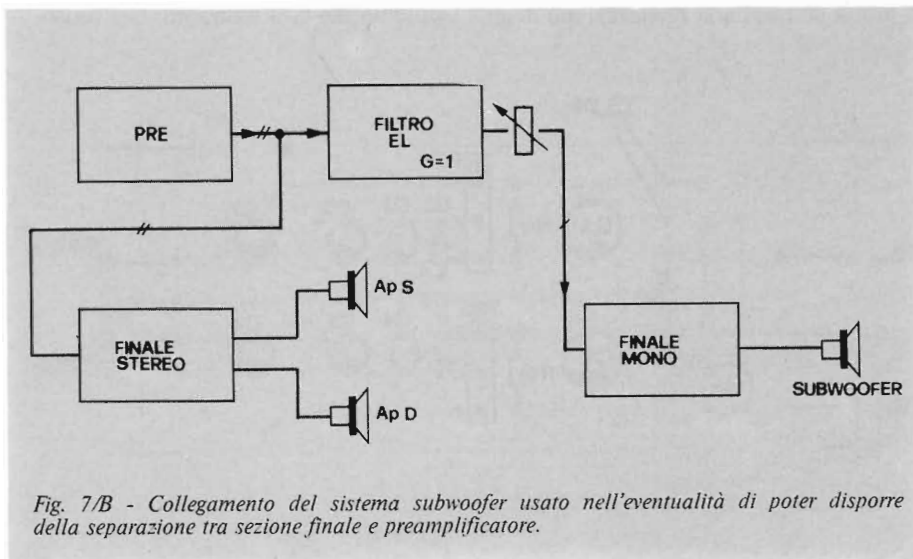 PRE
//
FILTRO
EL
G=1
//
FINALE
STEREO
Ap S
Ap D
FINALE
MONO
SUBWOOFER
Fig. 7/B - Collegamento del sistema subwoofer usato nell'eventualità di poter disporre
della separazione tra sezione finale e preamplificatore.